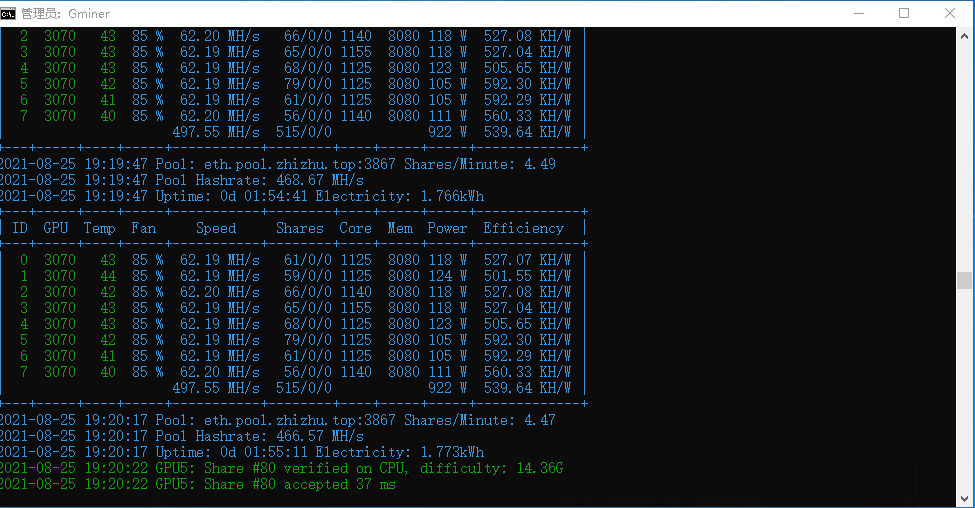 管理员: Gminer
2 3070 43 85 % 62.20 MH/s 66/0/0 1140 8080 118 W 527.08 KH/W
3 3070 43 85 % 62.19 MH/s 65/0/0 1155 8080 118 W 527.04 KH/W
4 3070 43 85 % 62.19 MH/s 68/0/0 1125 8080 123 W 505.65 KH/W
5 3070 42 85 % 62.19 MH/s 79/0/0 1125 8080 105 W 592.30 KH/W
6 3070 41 85 % 62.19 MH/s 61/0/0 1125 8080 105 W 592.29 KH/W
7 3070 40 85 % 62.20 MH/s 56/0/0 1140 8080 111 W 560.33 KH/W
497.55 MH/s 515/0/0 922 W 539.64 KH/W
2021-08-25 19:19:47 Pool: eth.pool.zhizhu.top:3867 Shares/Minute: 4.49
2021-08-25 19:19:47 Pool Hashrate: 468.67 MH/s
2021-08-25 19:19:47 Uptime: 0d 01:54:41 Electricity: 1.766kWh
ID GPU Temp Fan Speed Shares Core Mem Power Efficiency
0 3070 43 85 % 62.19 MH/s 61/0/0 1125 8080 118 W 527.07 KH/W
1 3070 44 85 % 62.19 MH/s 59/0/0 1125 8080 124 W 501.55 KH/W
2 3070 42 85 % 62.20 MH/s 66/0/0 1140 8080 118 W 527.08 KH/W
3 3070 43 85 % 62.19 MH/s 65/0/0 1155 8080 118 W 527.04 KH/W
4 3070 43 85 % 62.19 MH/s 68/0/0 1125 8080 123 W 505.65 KH/W
5 3070 42 85 % 62.19 MH/s 79/0/0 1125 8080 105 W 592.30 KH/W
6 3070 41 85 % 62.19 MH/s 61/0/0 1125 8080 105 W 592.29 KH/W
7 3070 40 85 % 62.20 MH/s 56/0/0 1140 8080 111 W 560.33 KH/W
497.55 MH/s 515/0/0 922 W 539.64 KH/W
2021-08-25 19:20:17 Pool: eth.pool.zhizhu.top:3867 Shares/Minute: 4.47
2021-08-25 19:20:17 Pool Hashrate: 466.57 MH/s
2021-08-25 19:20:17 Uptime: 0d 01:55:11 Electricity: 1.773kWh
2021-08-25 19:20:22 GPU5: Share #80 verified on CPU, difficulty: 14.36G
2021-08-25 19:20:22 GPU5: Share #80 accepted 37 ms